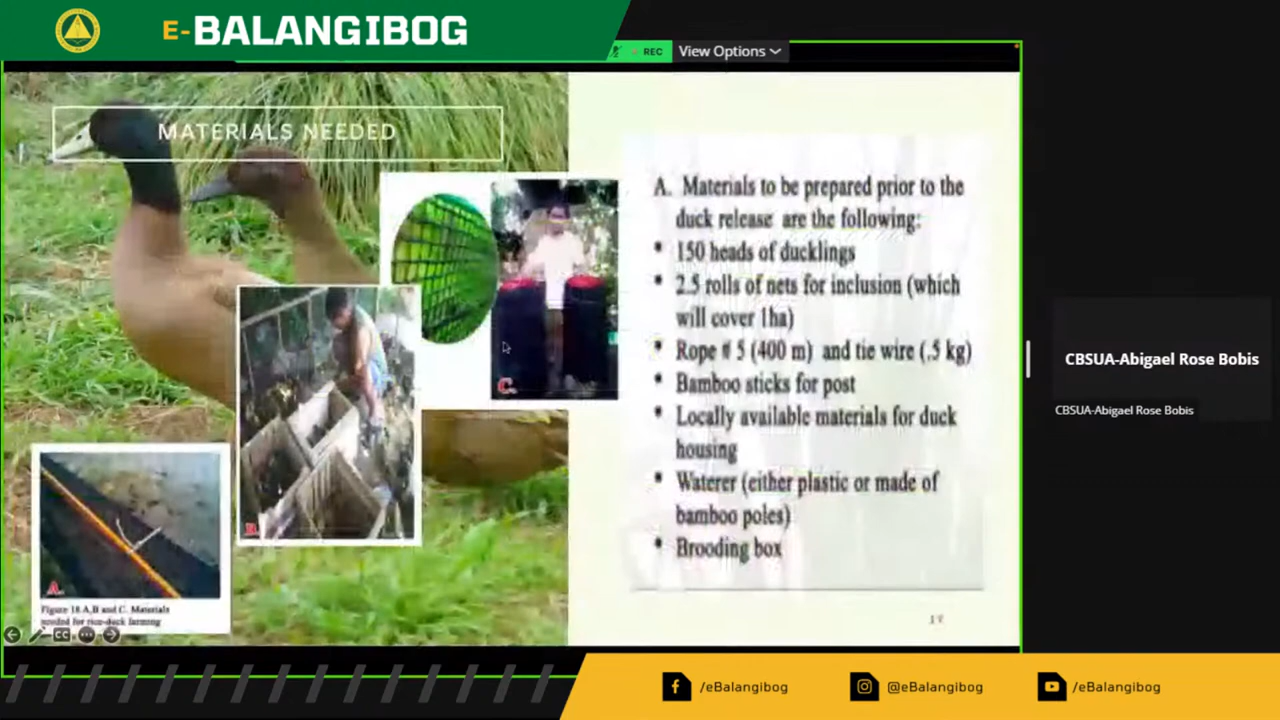 E-BALANGIBOG
REC
View Options
MATERIALS NEEDED
A. Materials to be prepared prior to the
duck release are the following:
150 heads of ducklings
2.5 rolls of nets for inclusion (which
will cover 1ha)
Rope # 5 (400 m) and tie wire (.5 kg)
Bamboo sticks for post
Locally available materials for duck
housing
Waterer (either plastic or made of
bamboo poles)
Brooding box
C.
B.
A.
Figure 18 A,B and C. Materials
needed for rice-duck farming
CC
CBSUA-Abigael Rose Bobis
CBSUA-Abigael Rose Bobis
/eBalangibog
@eBalangibog
/eBalangibog